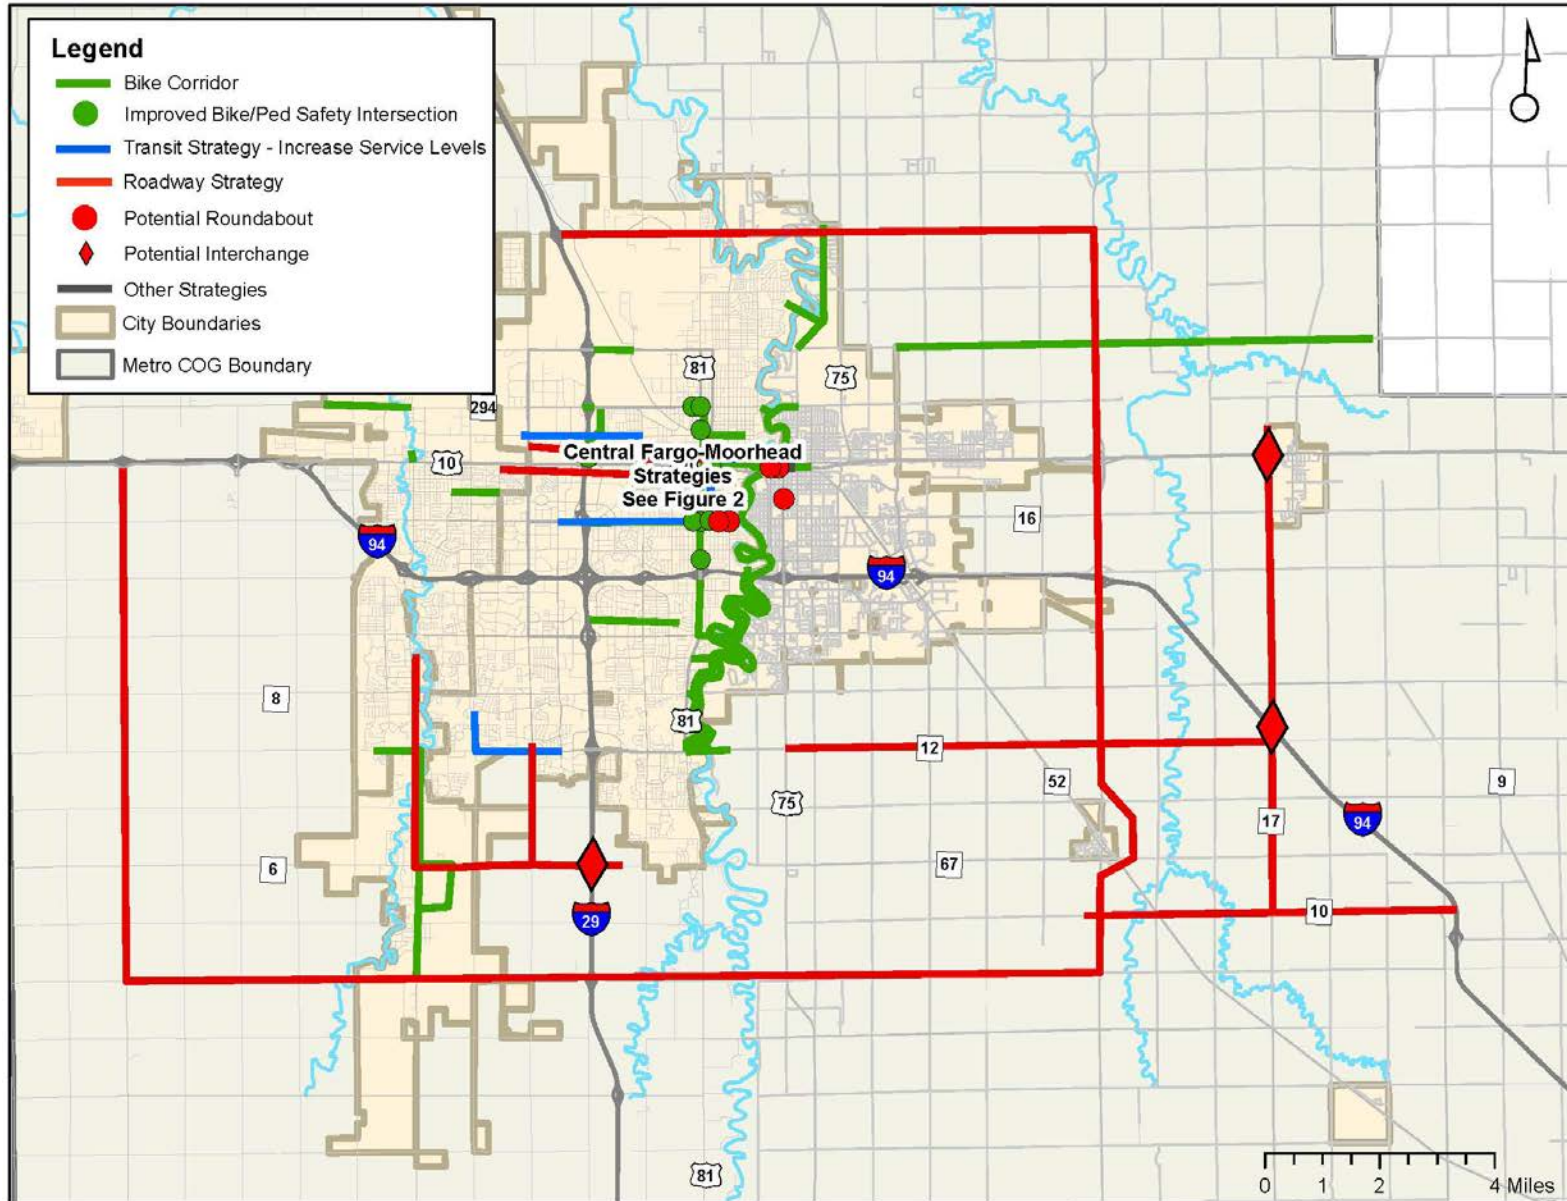 Legend
Bike Corridor
Improved Bike/Ped Safety Intersection
Transit Strategy - Increase Service Levels
Roadway Strategy
Potential Roundabout
Potential Interchange
Other Strategies
City Boundaries
Metro COG Boundary
81
75
294
10
Central Fargo-Moorhead
Strategies
See Figure 2
16
94
94
8
81
12
52
9
75
17
94
6
67
29
10
81
0 1 2 4 Miles